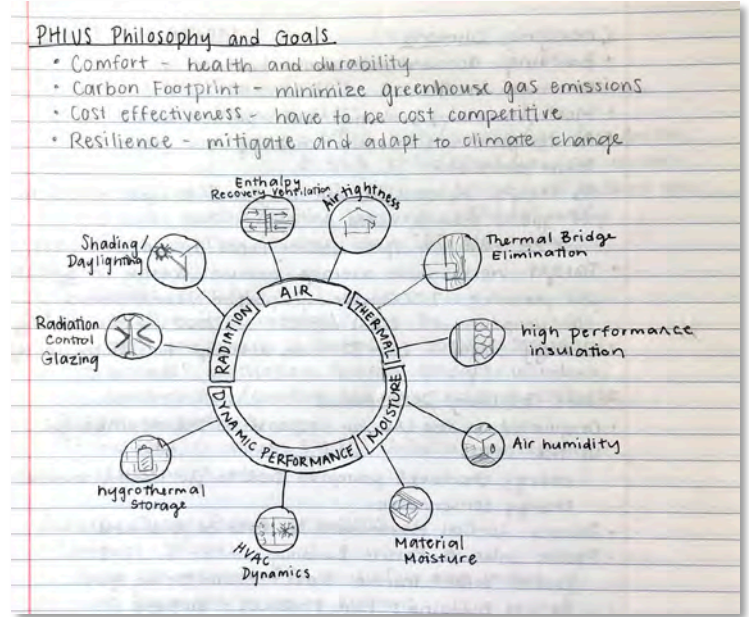 PHIUS Philosophy and Goals
• Comfort - health and durability
• Carbon Footprint - minimize greenhouse gas emissions
• Cost effectiveness - have to be cost competitive
• Resilience - mitigate and adapt to climate change
Enthalpy
Recovery Ventilation
Airtightness
Shading/
Daylighting
Thermal Bridge
Elimination
AIR
THERMAL
RADIATION
Radiation
Control
Glazing
high performance
insulation
MOISTURE
DYNAMIC PERFORMANCE
Air humidity
hygrothermal
Storage
HVAC
Dynamics
Material
Moisture